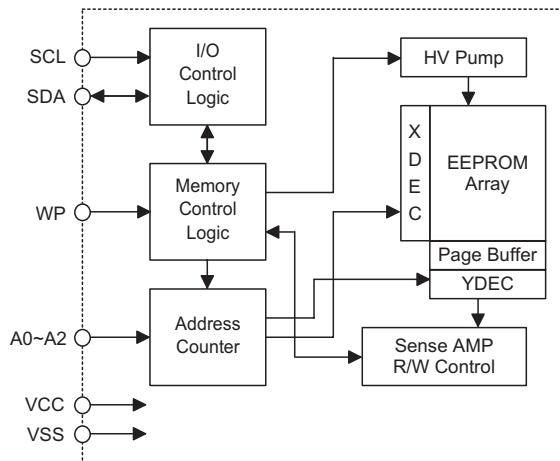 SCL
SDA
WP
A0~A2
VCC
VSS
I/O
Control
Logic
Memory
Control
Logic
Address
Counter
HV Pump
X
D
E
C
EEPROM
Array
Page Buffer
YDEC
Sense AMP
R/W Control